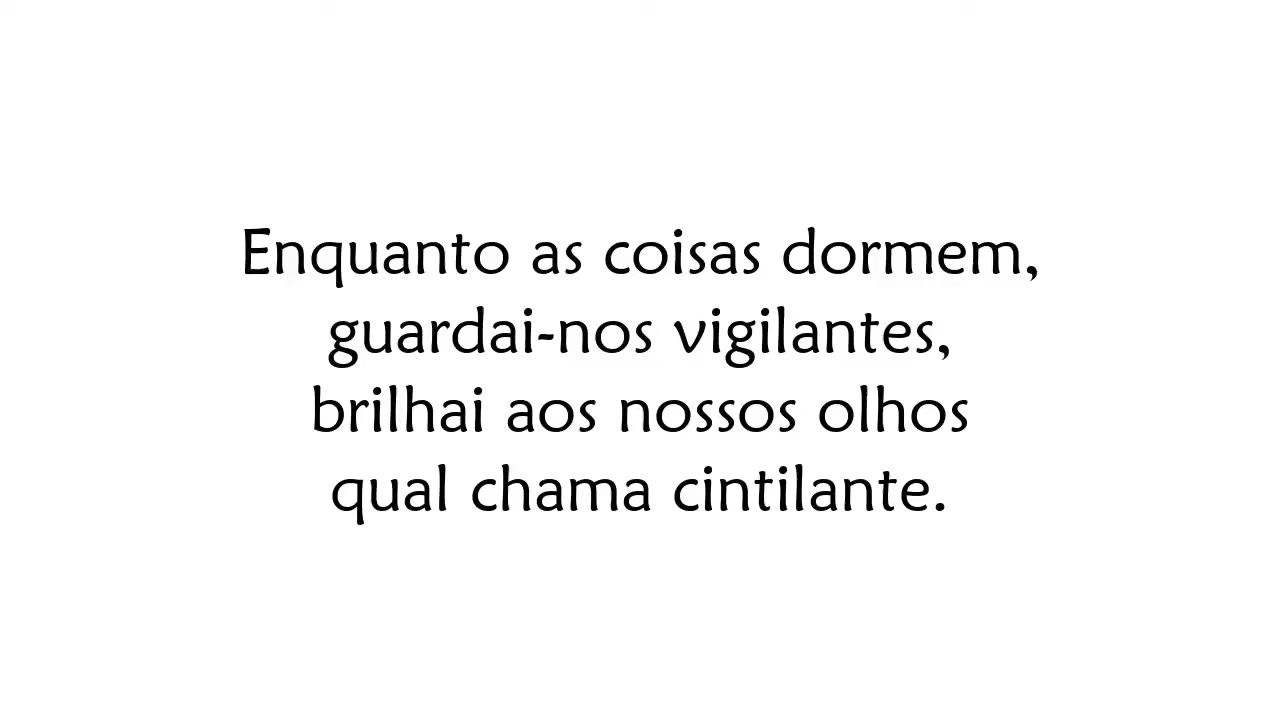 Enquanto as coisas dormem,
guardai-nos vigilantes,
brilhai aos nossos olhos
qual chama cintilante.